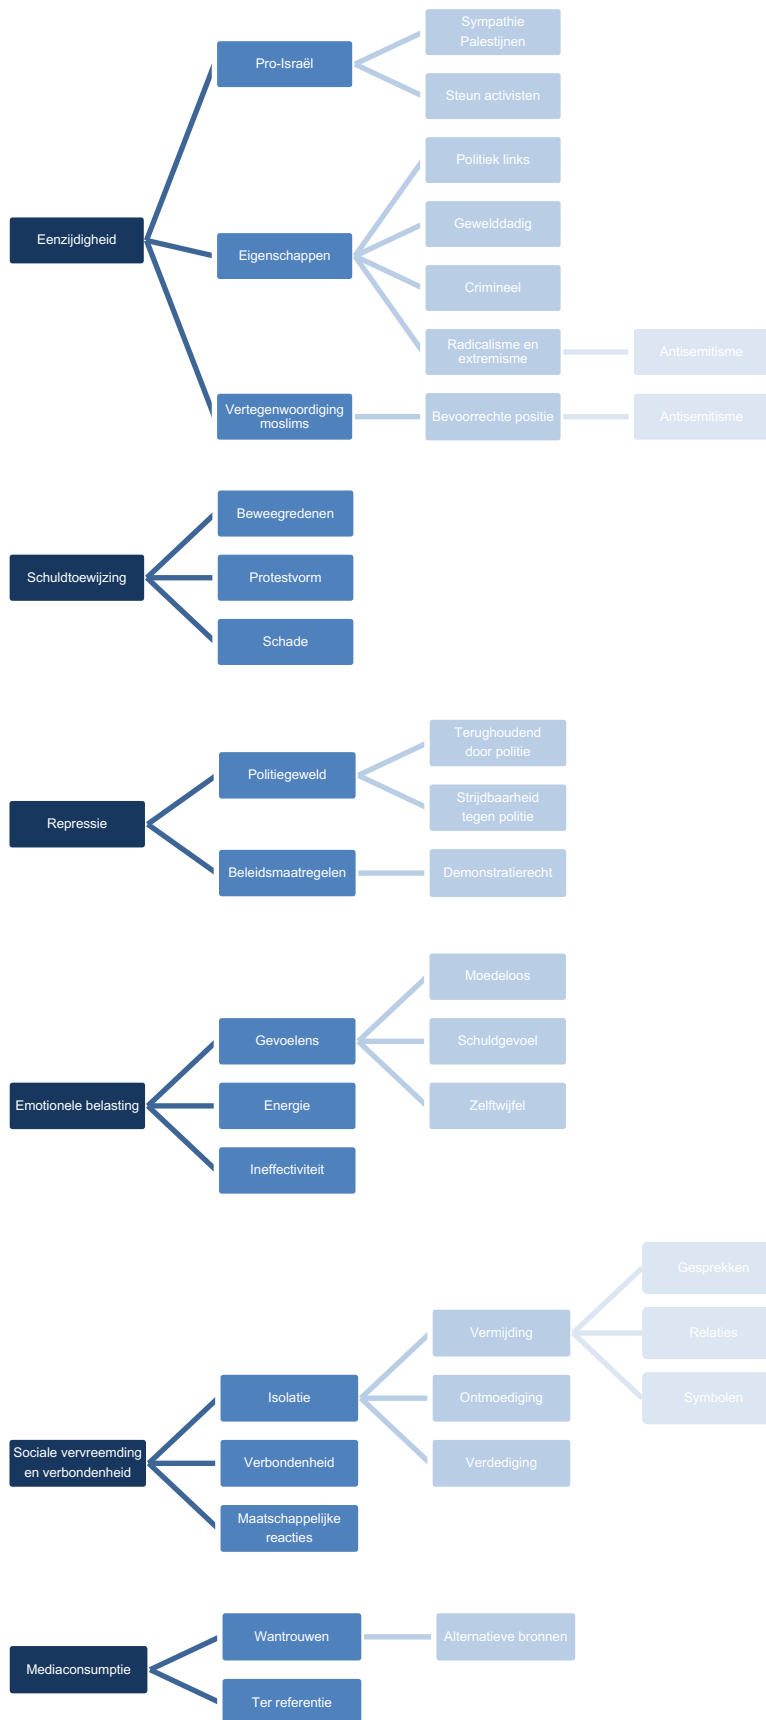 Sympathie
Palestijnen
Pro-Israël
Steun activisten
Politiek links
Gewelddadig
Eenzijdigheid
Eigenschappen
Crimineel
Radicalisme en
extremisme
Antisemitisme
Vertegenwoordiging
moslims
Bevoorrechte positie
Antisemitisme
Beweegredenen
Schuldtoewijzing
Protestvorm
Schade
Terughoudend
door politie
Politiegeweld
Strijdbaarheid
tegen politie
Repressie
Beleidsmaatregelen
Demonstratierecht
Moedeloos
Gevoelens
Schuldgevoel
Emotionele belasting
Energie
Zelftwijfel
Ineffectiviteit
Gesprekken
Vermijding
Relaties
Isolatie
Ontmoediging
Symbolen
Sociale vervreemding
en verbondenheid
Verbondenheid
Verdediging
Maatschappelijke
reacties
Wantrouwen
Alternatieve bronnen
Mediaconsumptie
Ter referentie